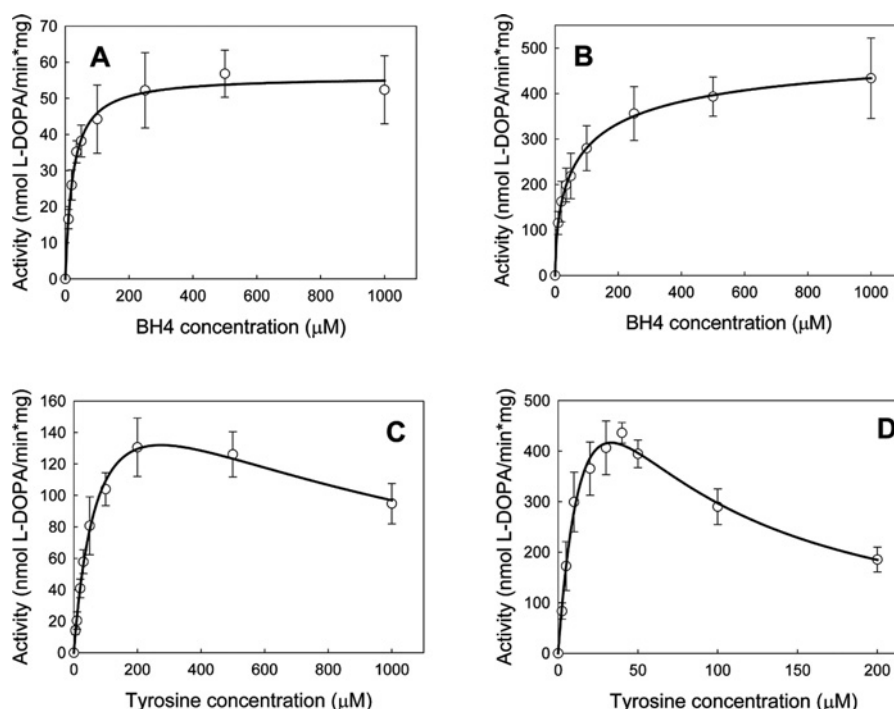 A
Activity (nmol L-DOPA/min*mg)
70
60
50
40
30
20
10
0
0 200 400 600 800 1000
BH4 concentration (μM)
B
Activity (nmol L-DOPA/min*mg)
500
400
300
200
100
0
0 200 400 600 800 1000
BH4 concentration (μM)
C
Activity (nmol L-DOPA/min*mg)
160
140
120
100
80
60
40
20
0
0 200 400 600 800 1000
Tyrosine concentration (μM)
D
Activity (nmol L-DOPA/min*mg)
500
400
300
200
100
0
0 50 100 150 200
Tyrosine concentration (μM)